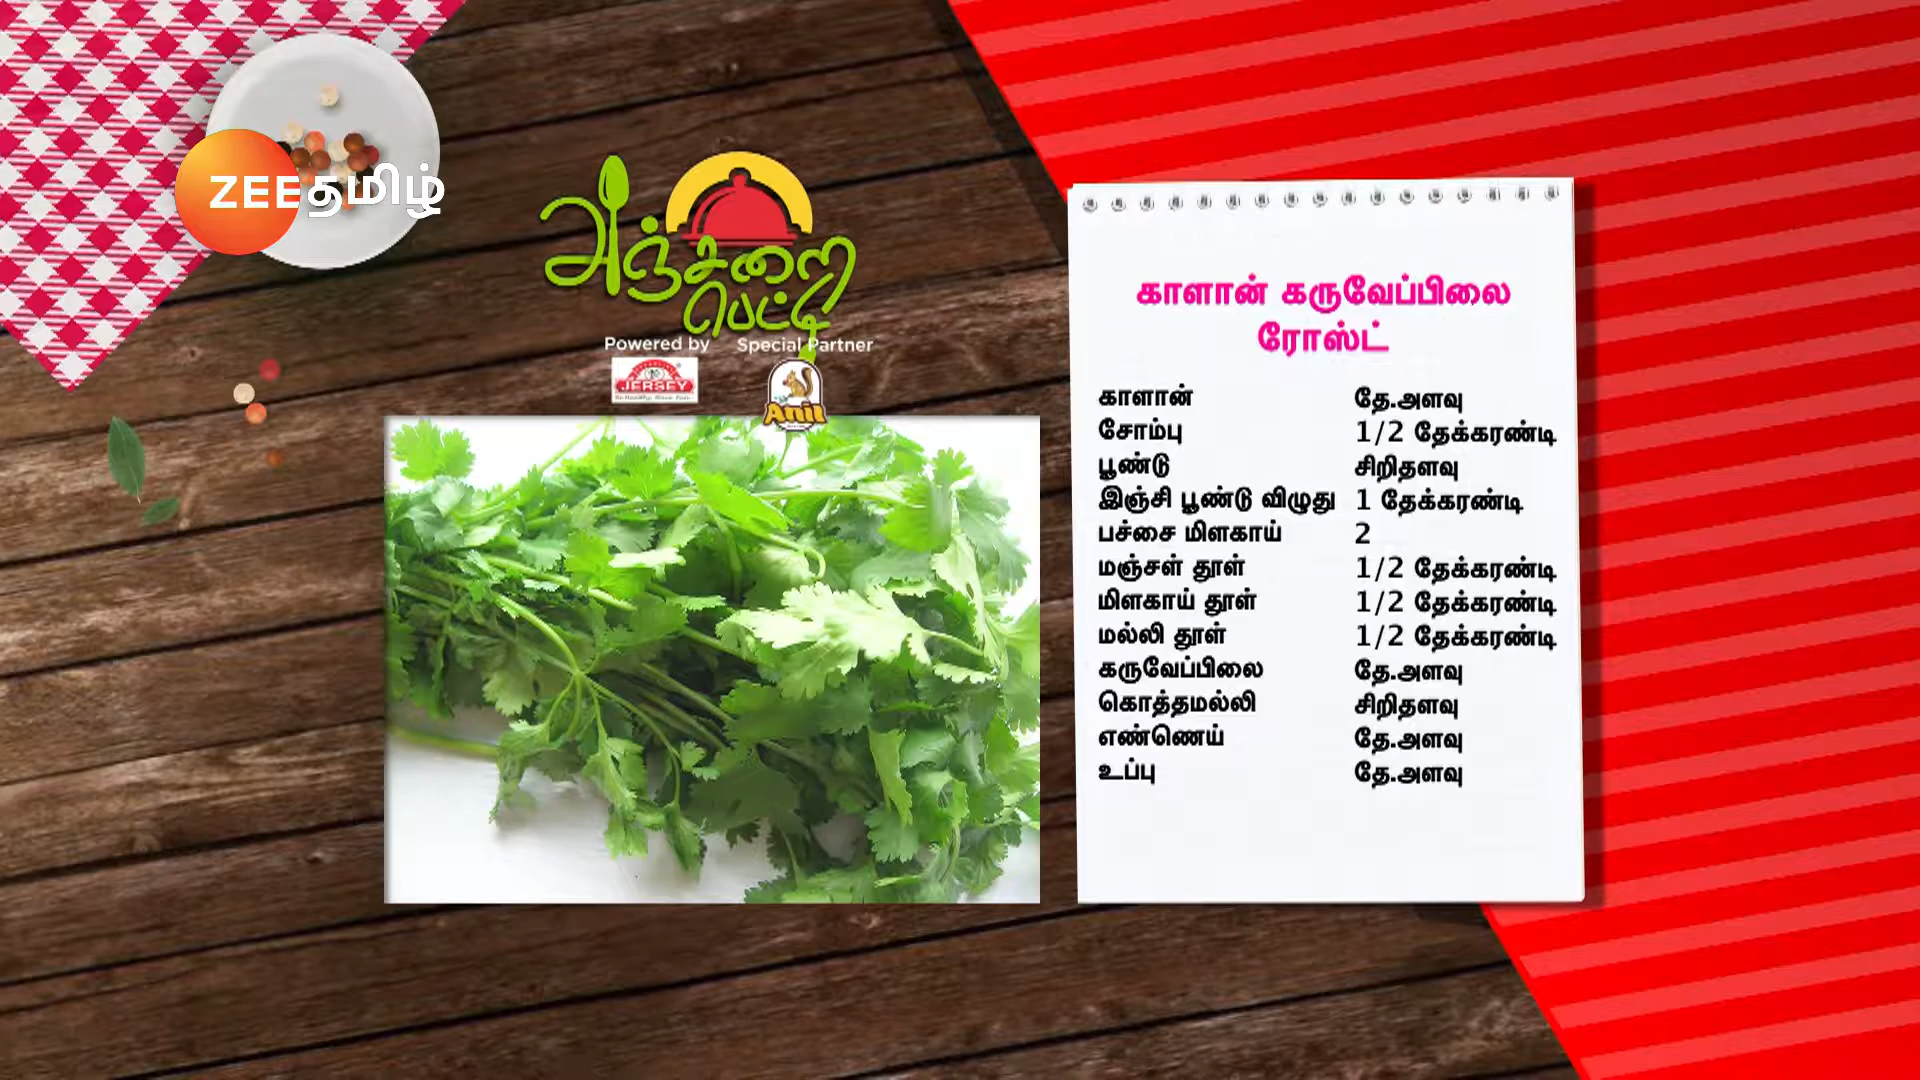 ZEEதமிழ்
அஞ்சறை
பெட்டி
Powered by Special Partner
JERSEY
Anil
காளான் கருவேப்பிலை
ரோஸ்ட்
காளான் தே.அளவு
சோம்பு 1/2 தேக்கரண்டி
பூண்டு சிறிதளவு
இஞ்சி பூண்டு விழுது 1 தேக்கரண்டி
பச்சை மிளகாய் 2
மஞ்சள் தூள் 1/2 தேக்கரண்டி
மிளகாய் தூள் 1/2 தேக்கரண்டி
மல்லி தூள் 1/2 தேக்கரண்டி
கருவேப்பிலை தே.அளவு
கொத்தமல்லி சிறிதளவு
எண்ணெய் தே.அளவு
உப்பு தே.அளவு